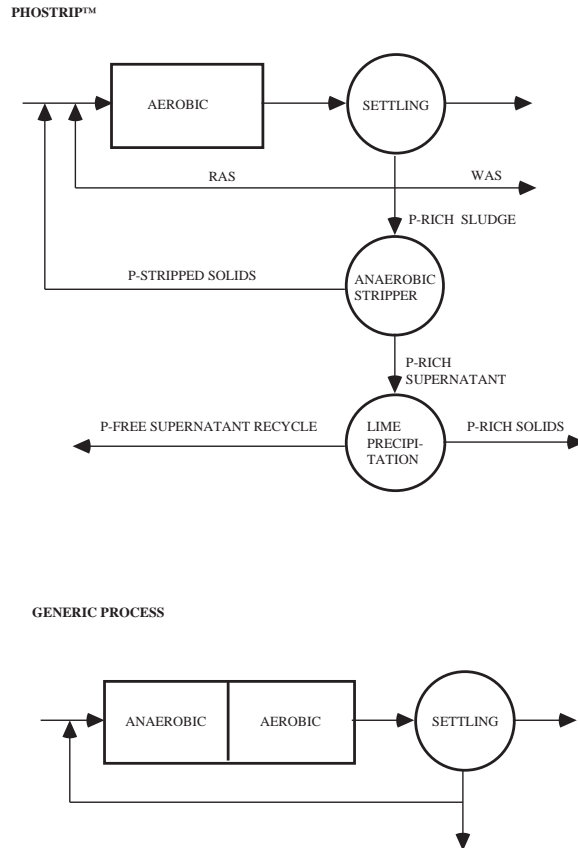 PHOSTRIP™
AEROBIC
SETTLING
RAS
WAS
P-RICH SLUDGE
P-STRIPPED SOLIDS
ANAEROBIC
STRIPPER
P-RICH
SUPERNATANT
P-FREE SUPERNATANT RECYCLE
LIME
PRECIPI-
TATION
P-RICH SOLIDS
GENERIC PROCESS
ANAEROBIC
AEROBIC
SETTLING